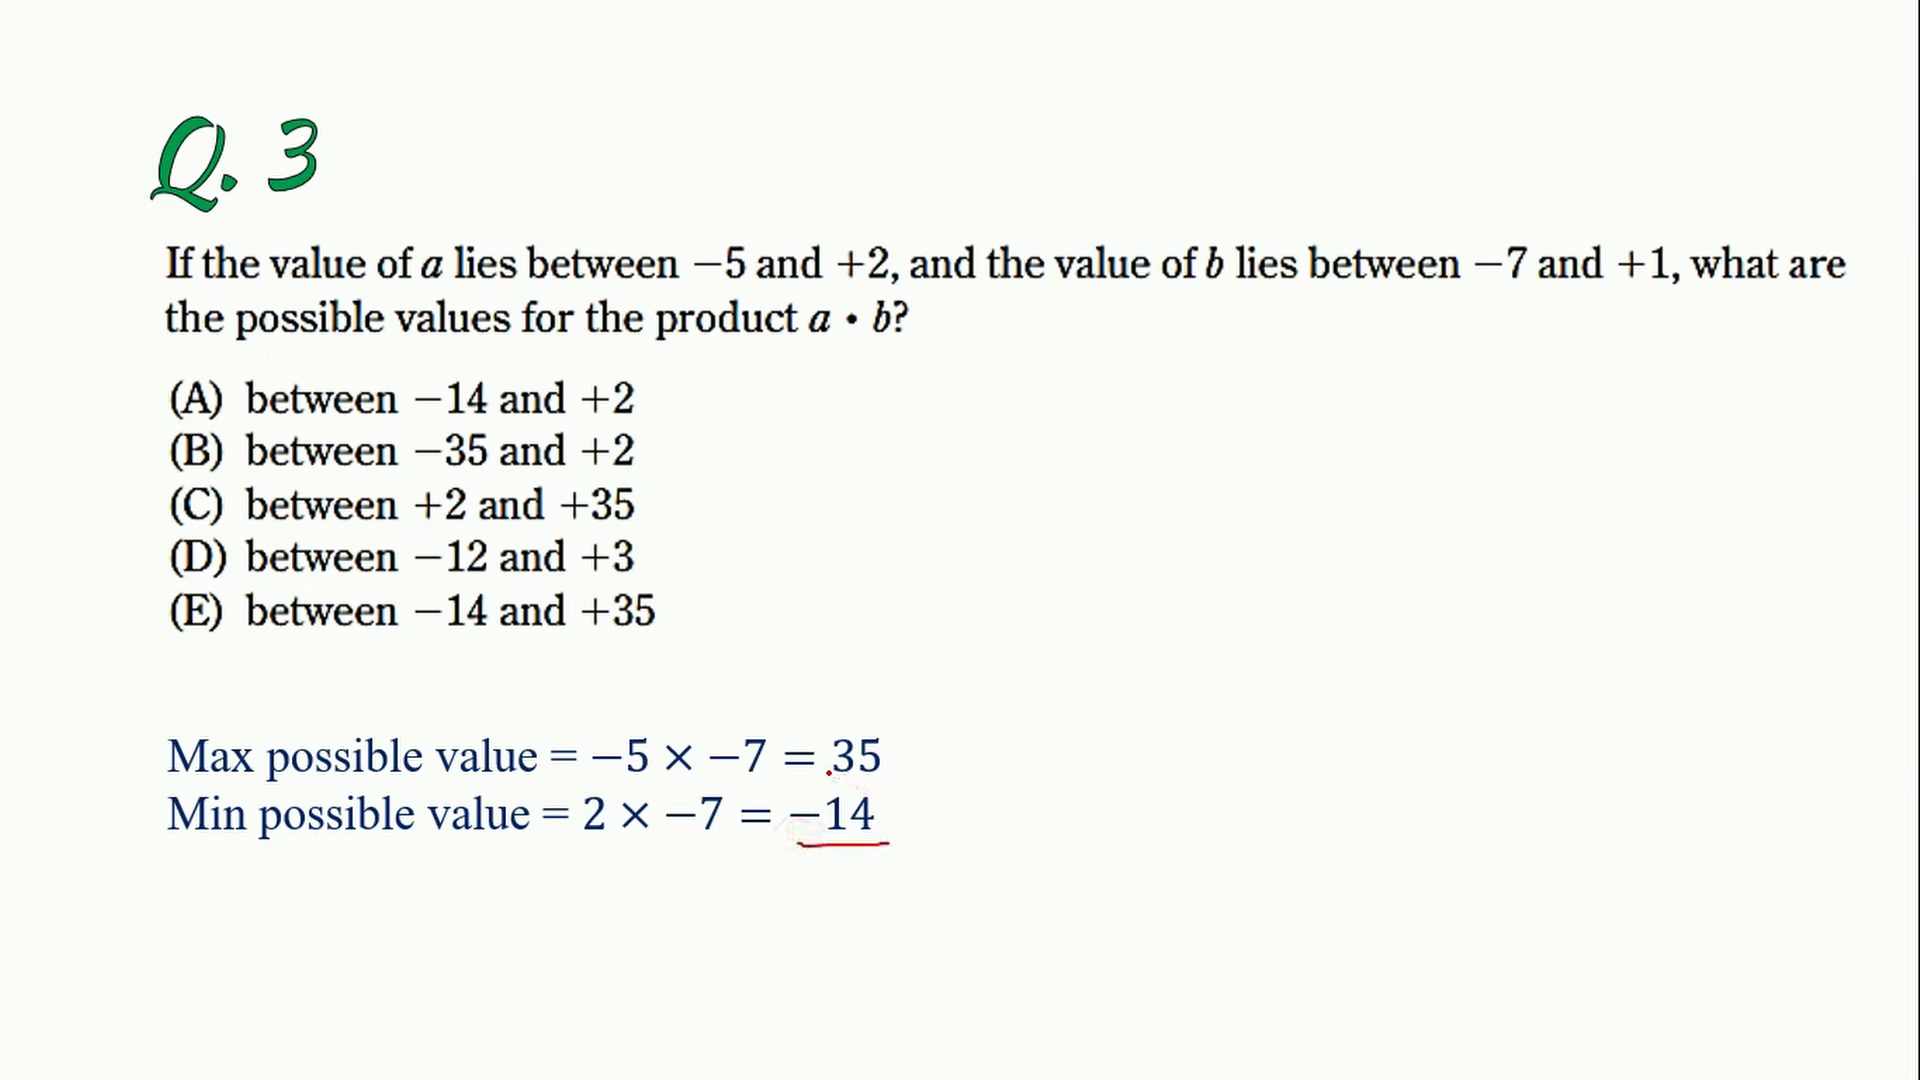 Q. 3
If the value of a lies between −5 and +2, and the value of b lies between −7 and +1, what are
the possible values for the product a • b?
(A) between −14 and +2
(B) between −35 and +2
(C) between +2 and +35
(D) between −12 and +3
(E) between −14 and +35
Max possible value = −5 × −7 = 35
Min possible value = 2 × −7 = −14